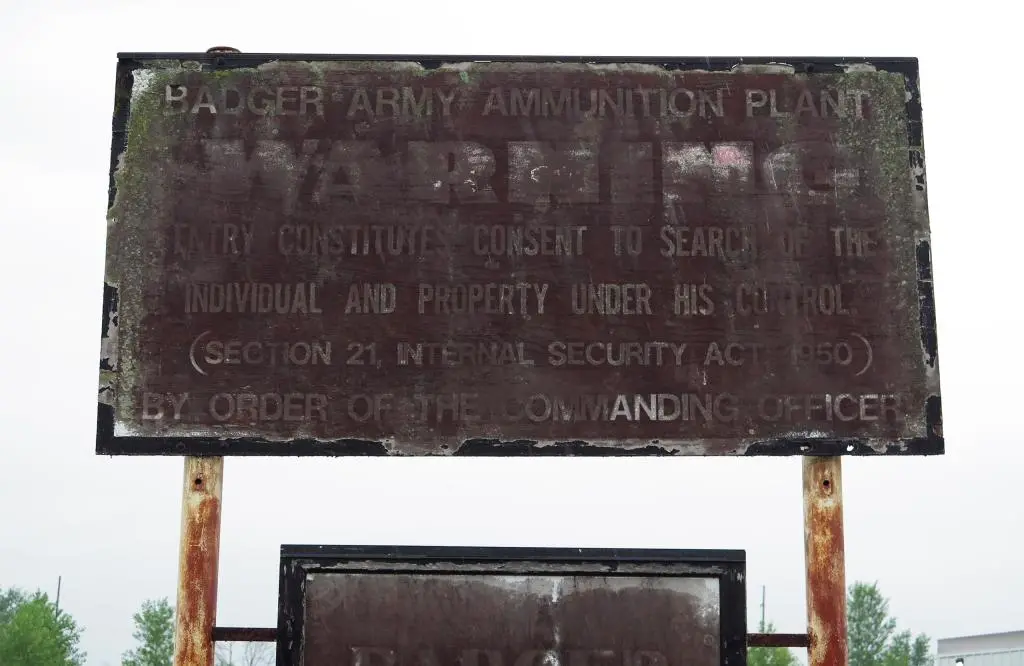 BADGER ARMY AMMUNITION PLANT
WARNING
ENTRY CONSTITUTES CONSENT TO SEARCH OF THE
INDIVIDUAL AND PROPERTY UNDER HIS CONTROL
(SECTION 21, INTERNAL SECURITY ACT 1950)
BY ORDER OF THE COMMANDING OFFICER
BADGER